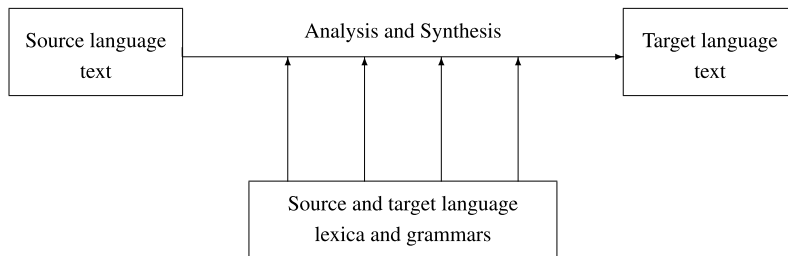 Source language
text
Analysis and Synthesis
Target language
text
Source and target language
lexica and grammars